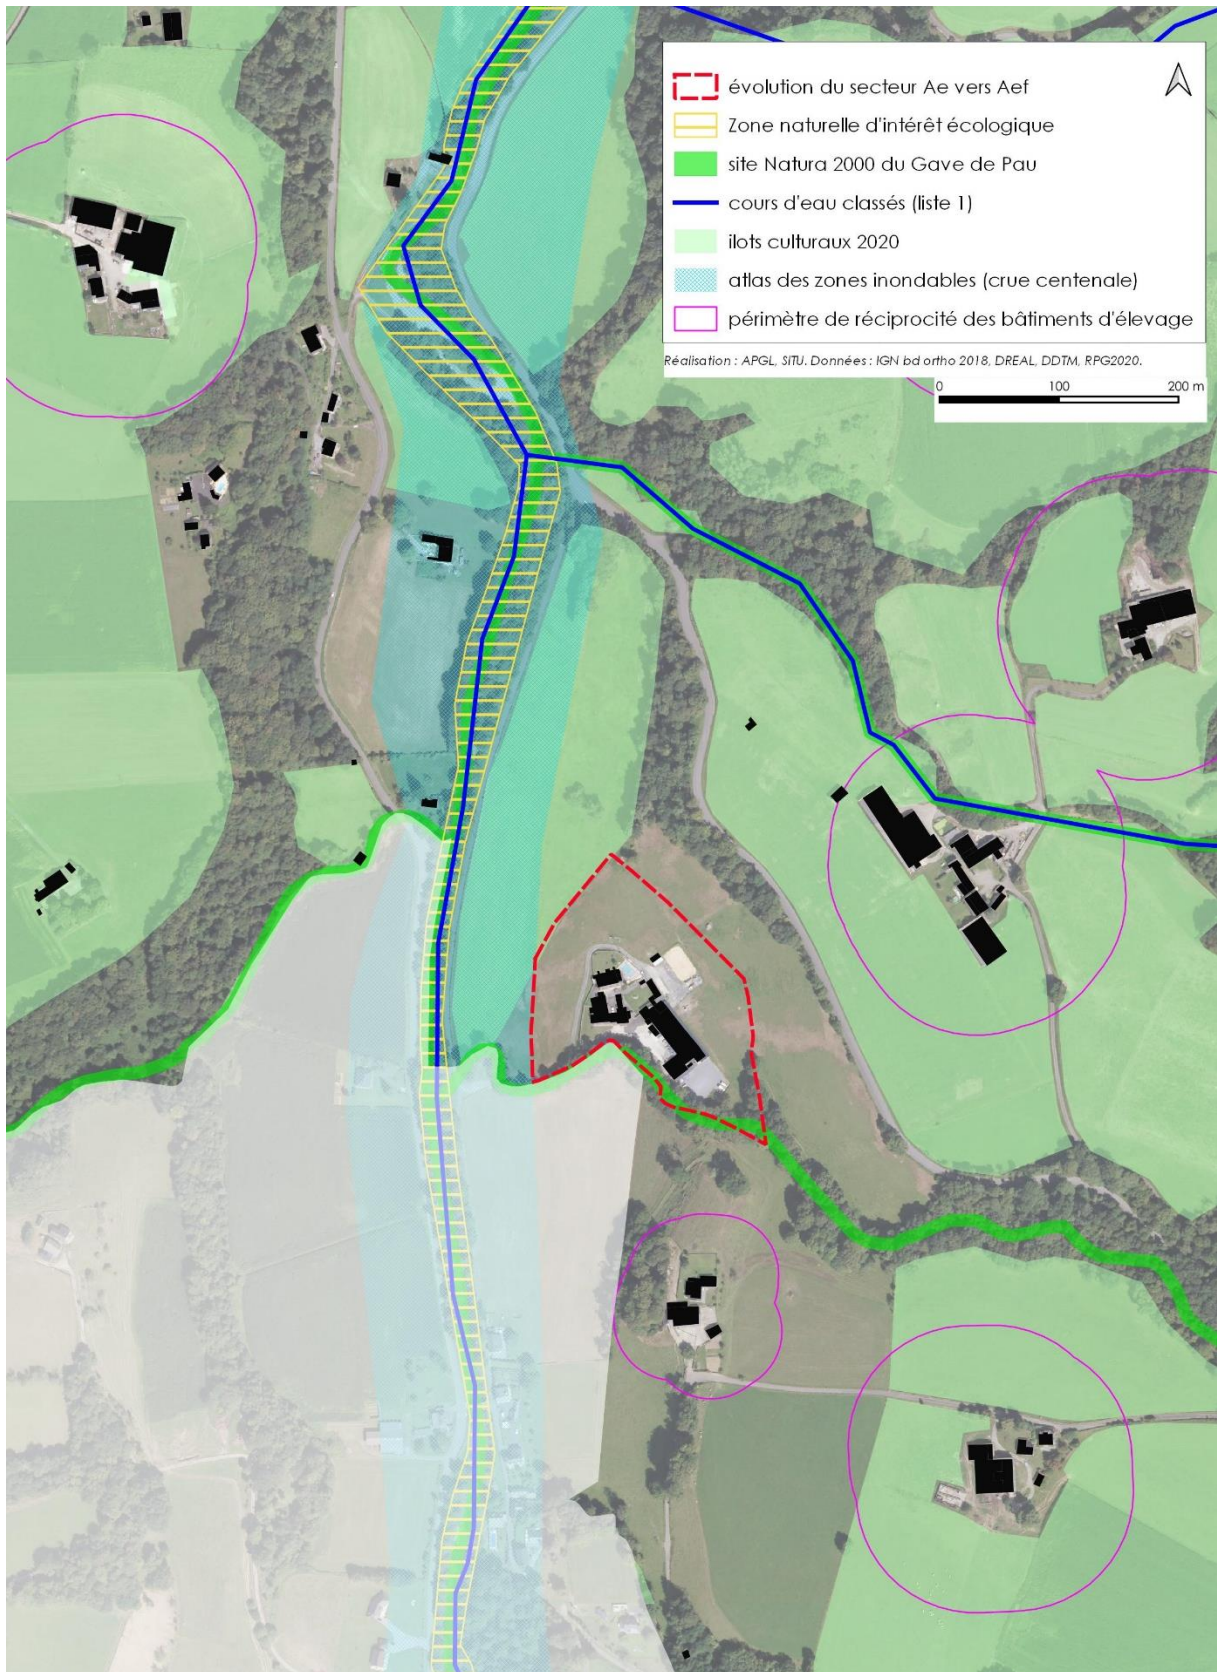 évolution du secteur Ae vers Aef
Zone naturelle d'intérêt écologique
site Natura 2000 du Gave de Pau
cours d'eau classés (liste 1)
ilots culturaux 2020
atlas des zones inondables (crue centenale)
périmètre de réciprocité des bâtiments d'élevage
Réalisation : APGL, SITU. Données : IGN bd ortho 2018, DREAL, DDTM, RPG2020.
0 100 200 m